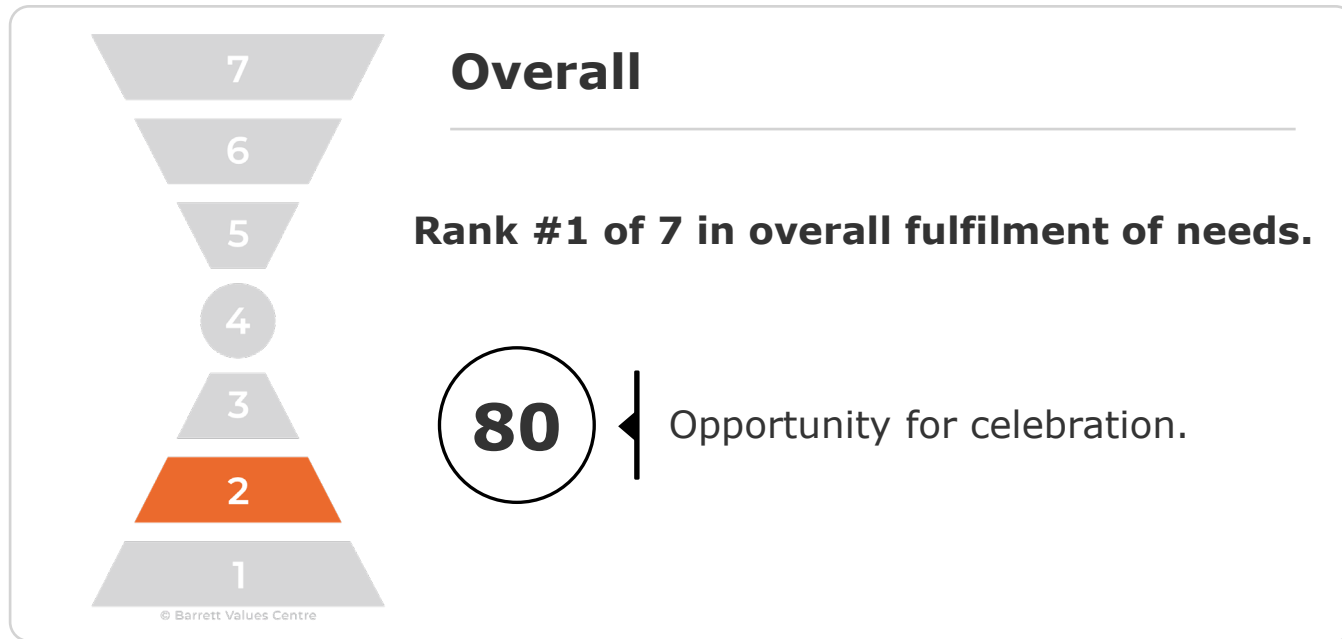 7
6
5
4
3
2
1
© Barrett Values Centre
Overall
Rank #1 of 7 in overall fulfilment of needs.
80
Opportunity for celebration.